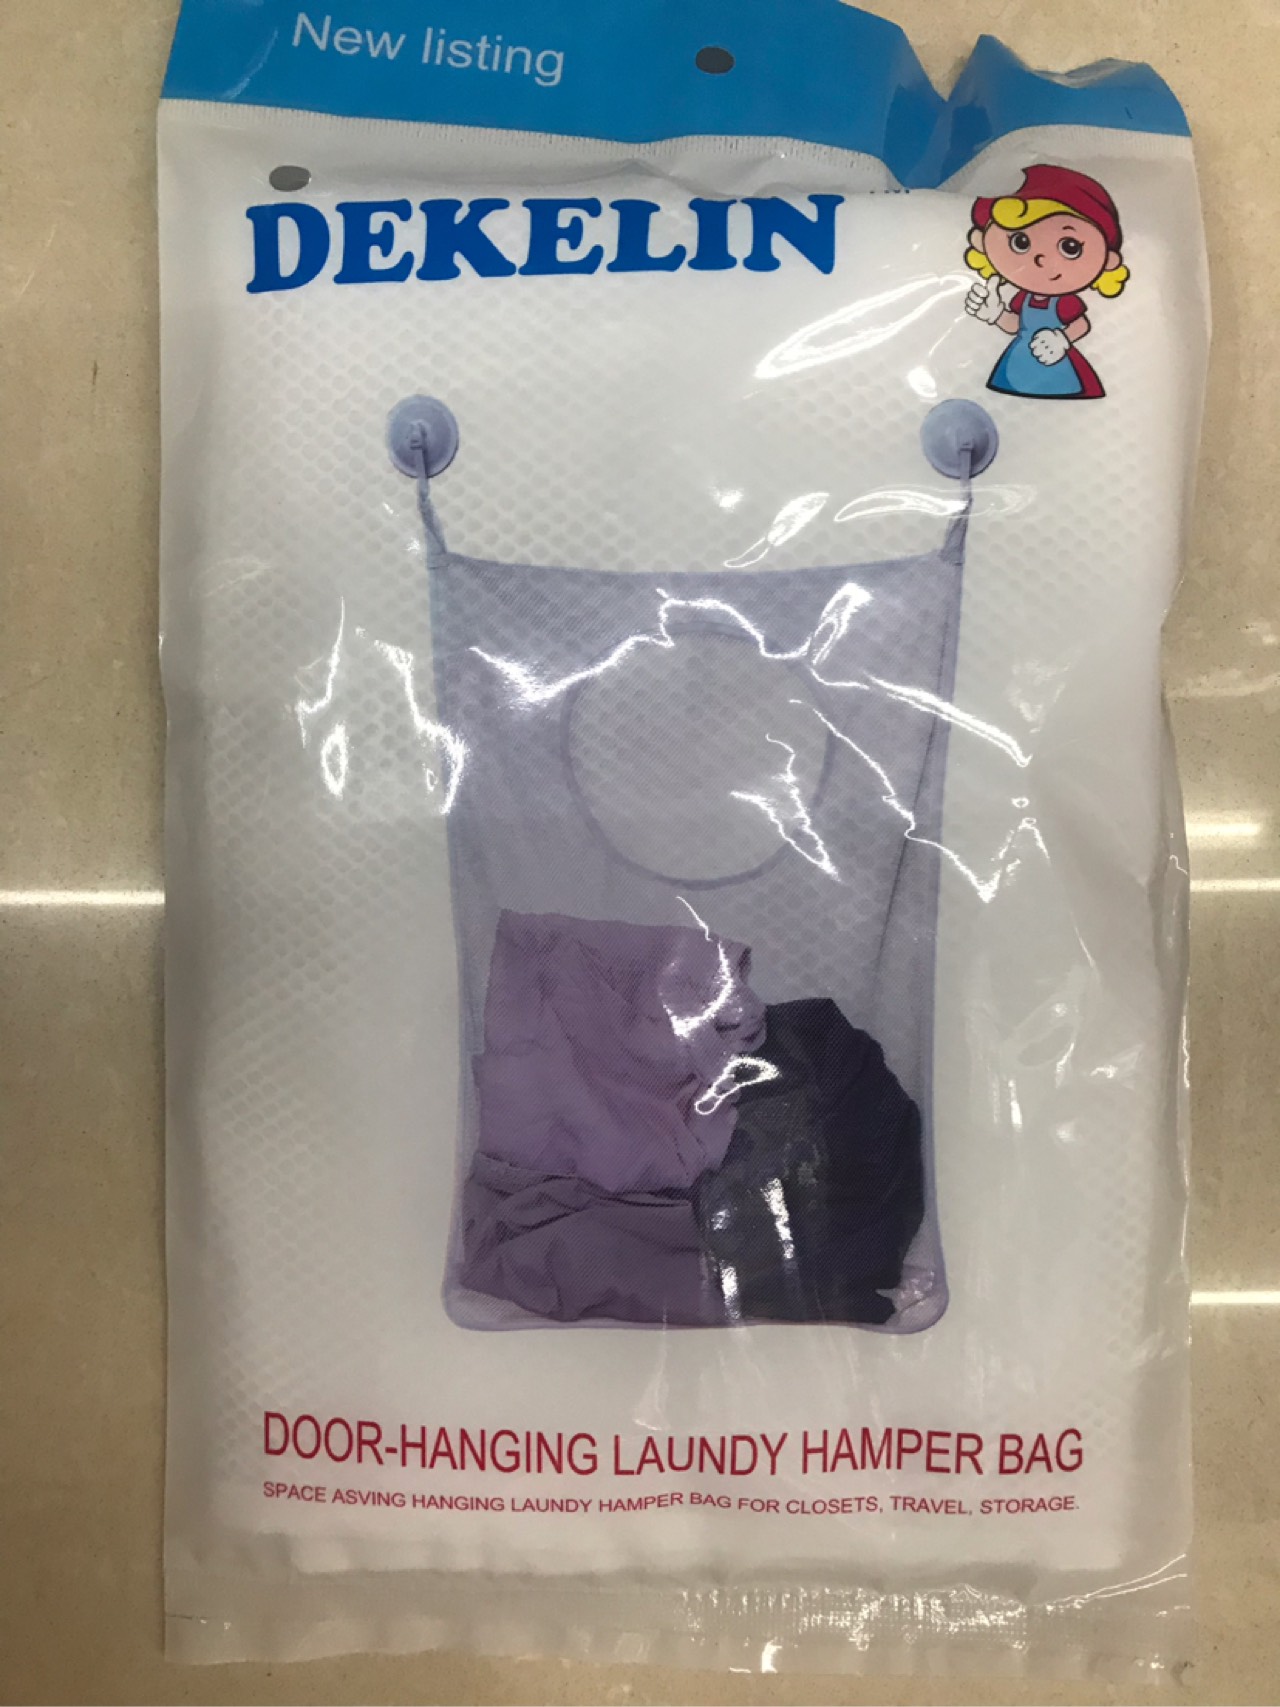 New listing
DEKELIN
DOOR-HANGING LAUNDY HAMPER BAG
SPACE ASVING HANGING LAUNDY HAMPER BAG FOR CLOSETS, TRAVEL, STORAGE.